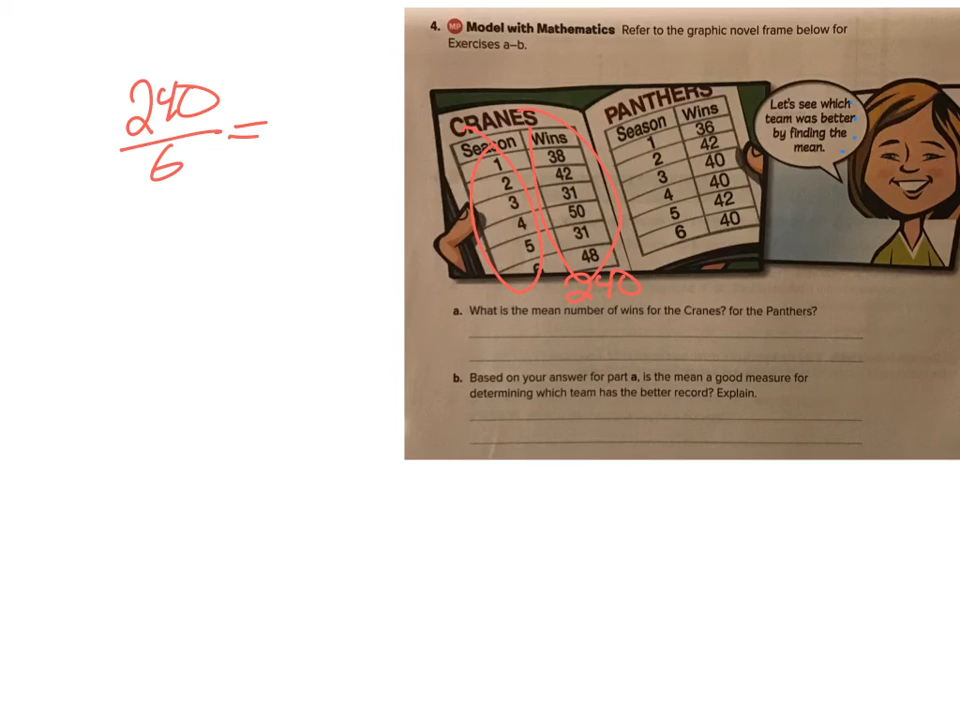 240
6 =
4. MP Model with Mathematics Refer to the graphic novel frame below for
Exercises a–b.
CRANES
Season Wins
1 38
2 42
3 31
4 50
5 31
48
240
PANTHERS
Season Wins
1 36
2 42
3 40
4 40
5 42
6 40
Let's see which
team was better
by finding the
mean.
a. What is the mean number of wins for the Cranes? for the Panthers?
b. Based on your answer for part a, is the mean a good measure for
determining which team has the better record? Explain.